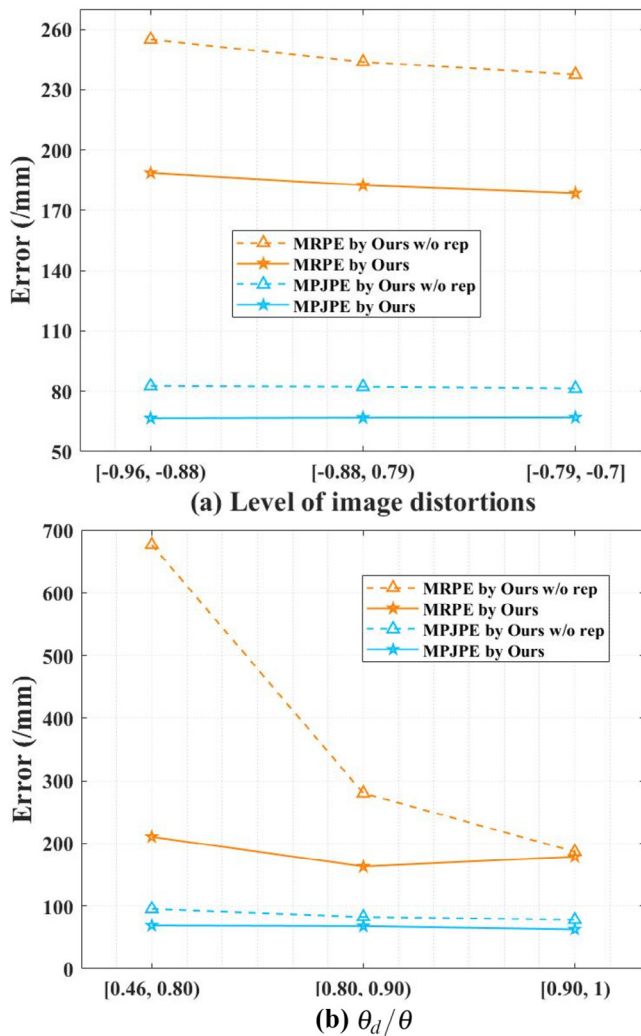 260
230
200
170
140
110
80
50
Error (/mm)
MRPE by Ours w/o rep
MRPE by Ours
MPJPE by Ours w/o rep
MPJPE by Ours
[-0.96, -0.88)
[-0.88, 0.79)
[-0.79, -0.7]
(a) Level of image distortions
700
600
500
400
300
200
100
0
Error (/mm)
MRPE by Ours w/o rep
MRPE by Ours
MPJPE by Ours w/o rep
MPJPE by Ours
[0.46, 0.80)
[0.80, 0.90)
[0.90, 1)
(b) θ_d/θ